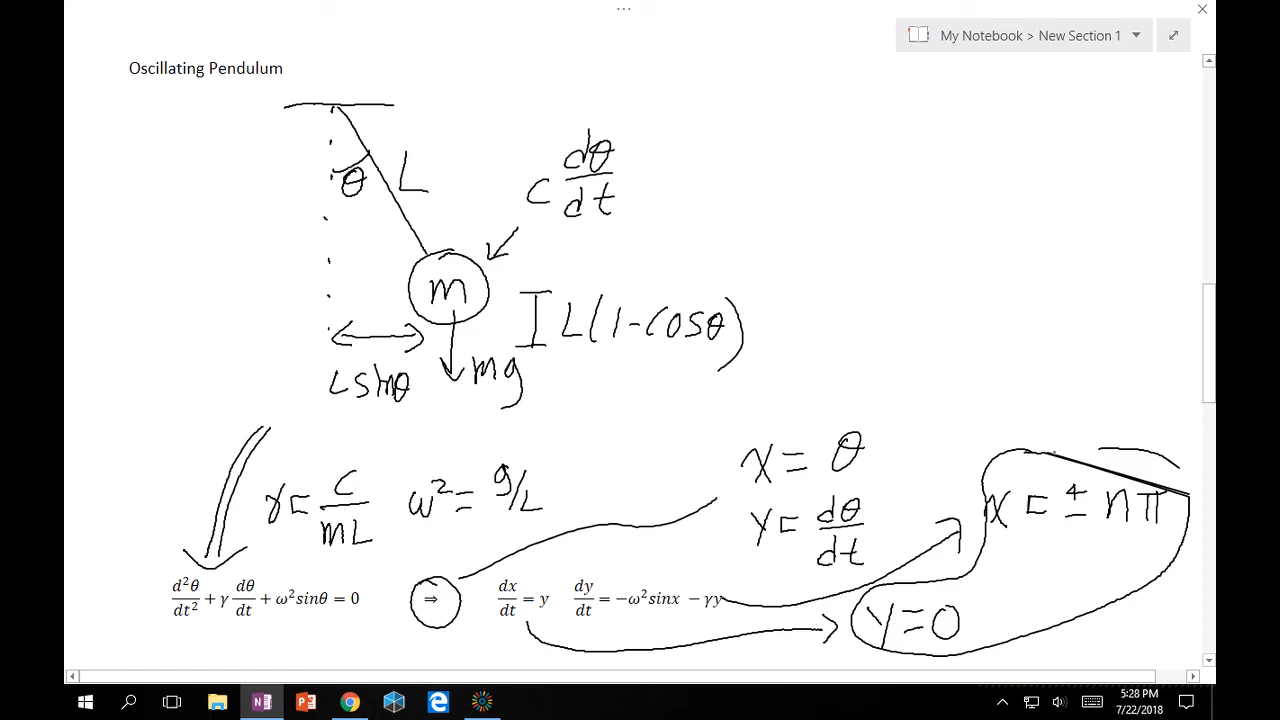 ...
My Notebook > New Section 1
Oscillating Pendulum
θ L
c dθ/dt
m
I L(1-cosθ)
Lsinθ
mg
γ = c/mL ω² = g/L
x = θ
y = dθ/dt
x = ± nπ
d²θ/dt² + γ dθ/dt + ω²sinθ = 0 ⇒ dx/dt = y dy/dt = −ω²sinx − γy
y = 0
5:28 PM
7/22/2018